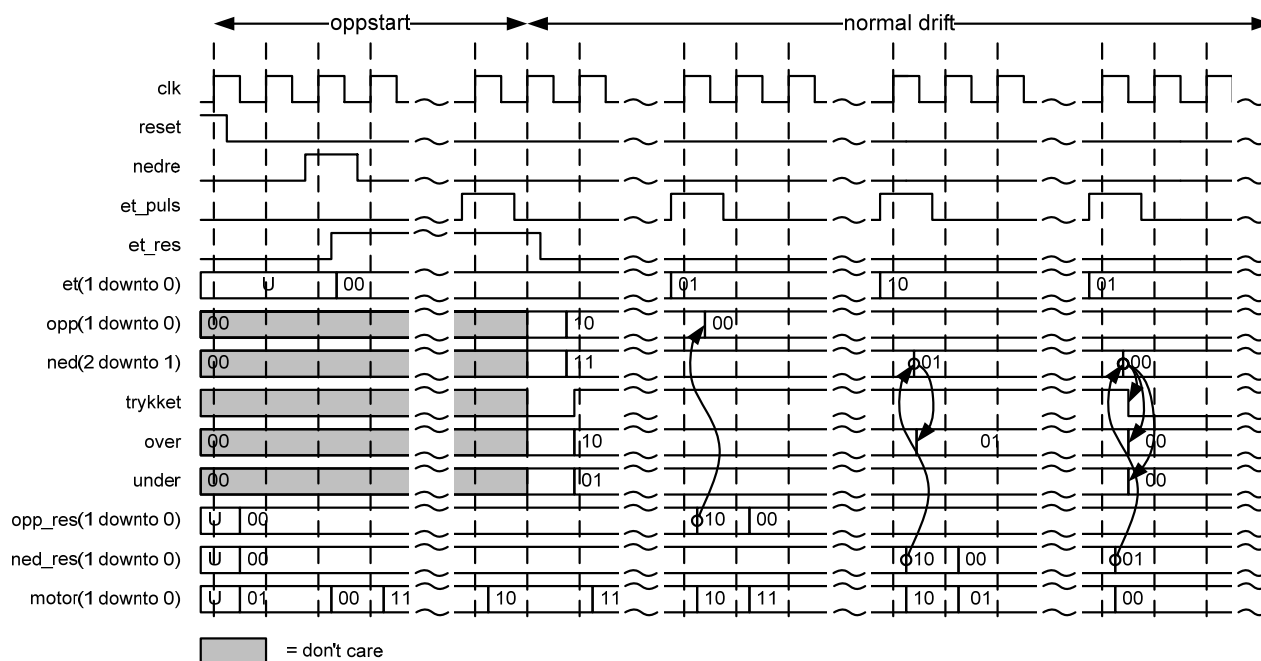 oppstart normal drift
clk
reset
nedre
et_puls
et_res
et(1 downto 0) U 00 01 10 01
opp(1 downto 0) 00 10 00
ned(2 downto 1) 00 11 01 00
trykket
over 00 10 01 00
under 00 01 00
opp_res(1 downto 0) U 00 10 00
ned_res(1 downto 0) U 00 10 00 01
motor(1 downto 0) U 01 00 11 10 11 10 11 10 01 00
= don't care